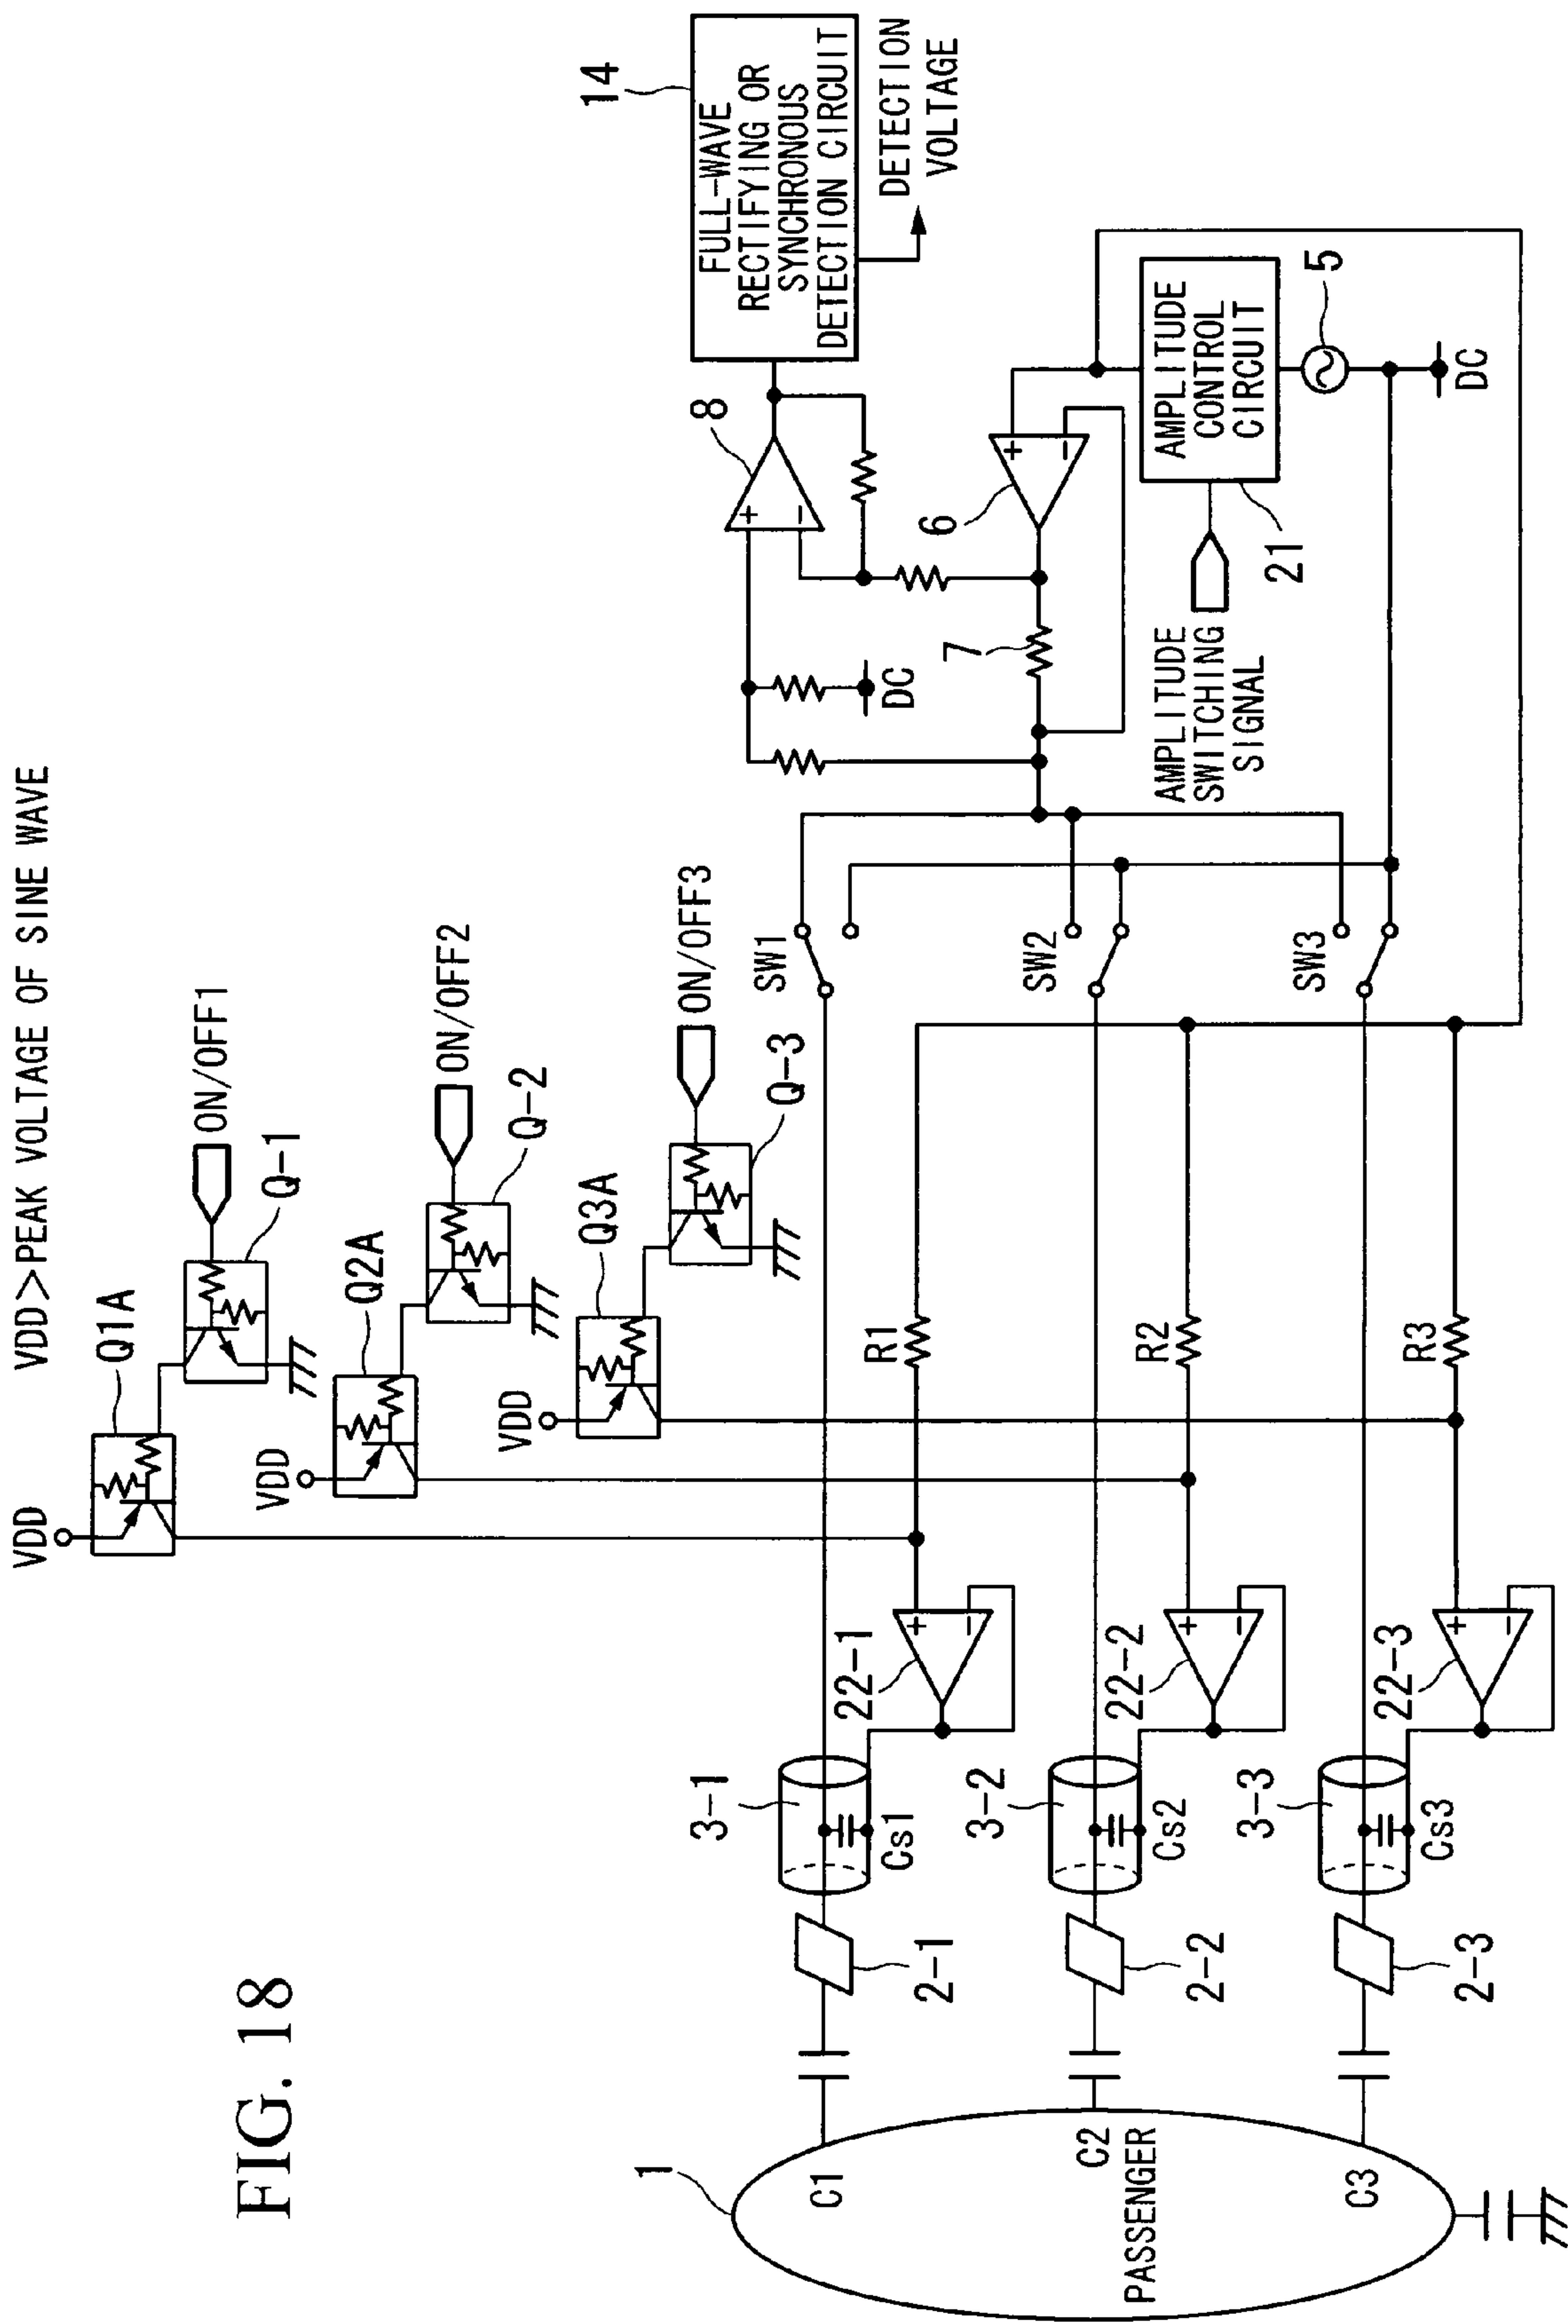 FIG. 18
VDD>PEAK VOLTAGE OF SINE WAVE
VDD
Q1A
Q-1
ON/OFF1
VDD
Q2A
Q-2
ON/OFF2
VDD
Q3A
Q-3
ON/OFF3
1
C1
C2
PASSENGER
C3
2-1
2-2
2-3
3-1
Cs1
3-2
Cs2
3-3
Cs3
22-1
22-2
22-3
R1
R2
R3
SW1
SW2
SW3
DC
7
6
8
14
FULL-WAVE
RECTIFYING OR
SYNCHRONOUS
DETECTION CIRCUIT
DETECTION
VOLTAGE
AMPLITUDE
SWITCHING
SIGNAL
21
AMPLITUDE
CONTROL
CIRCUIT
5
DC
+
−
+
−
+
−
+
−
+
−